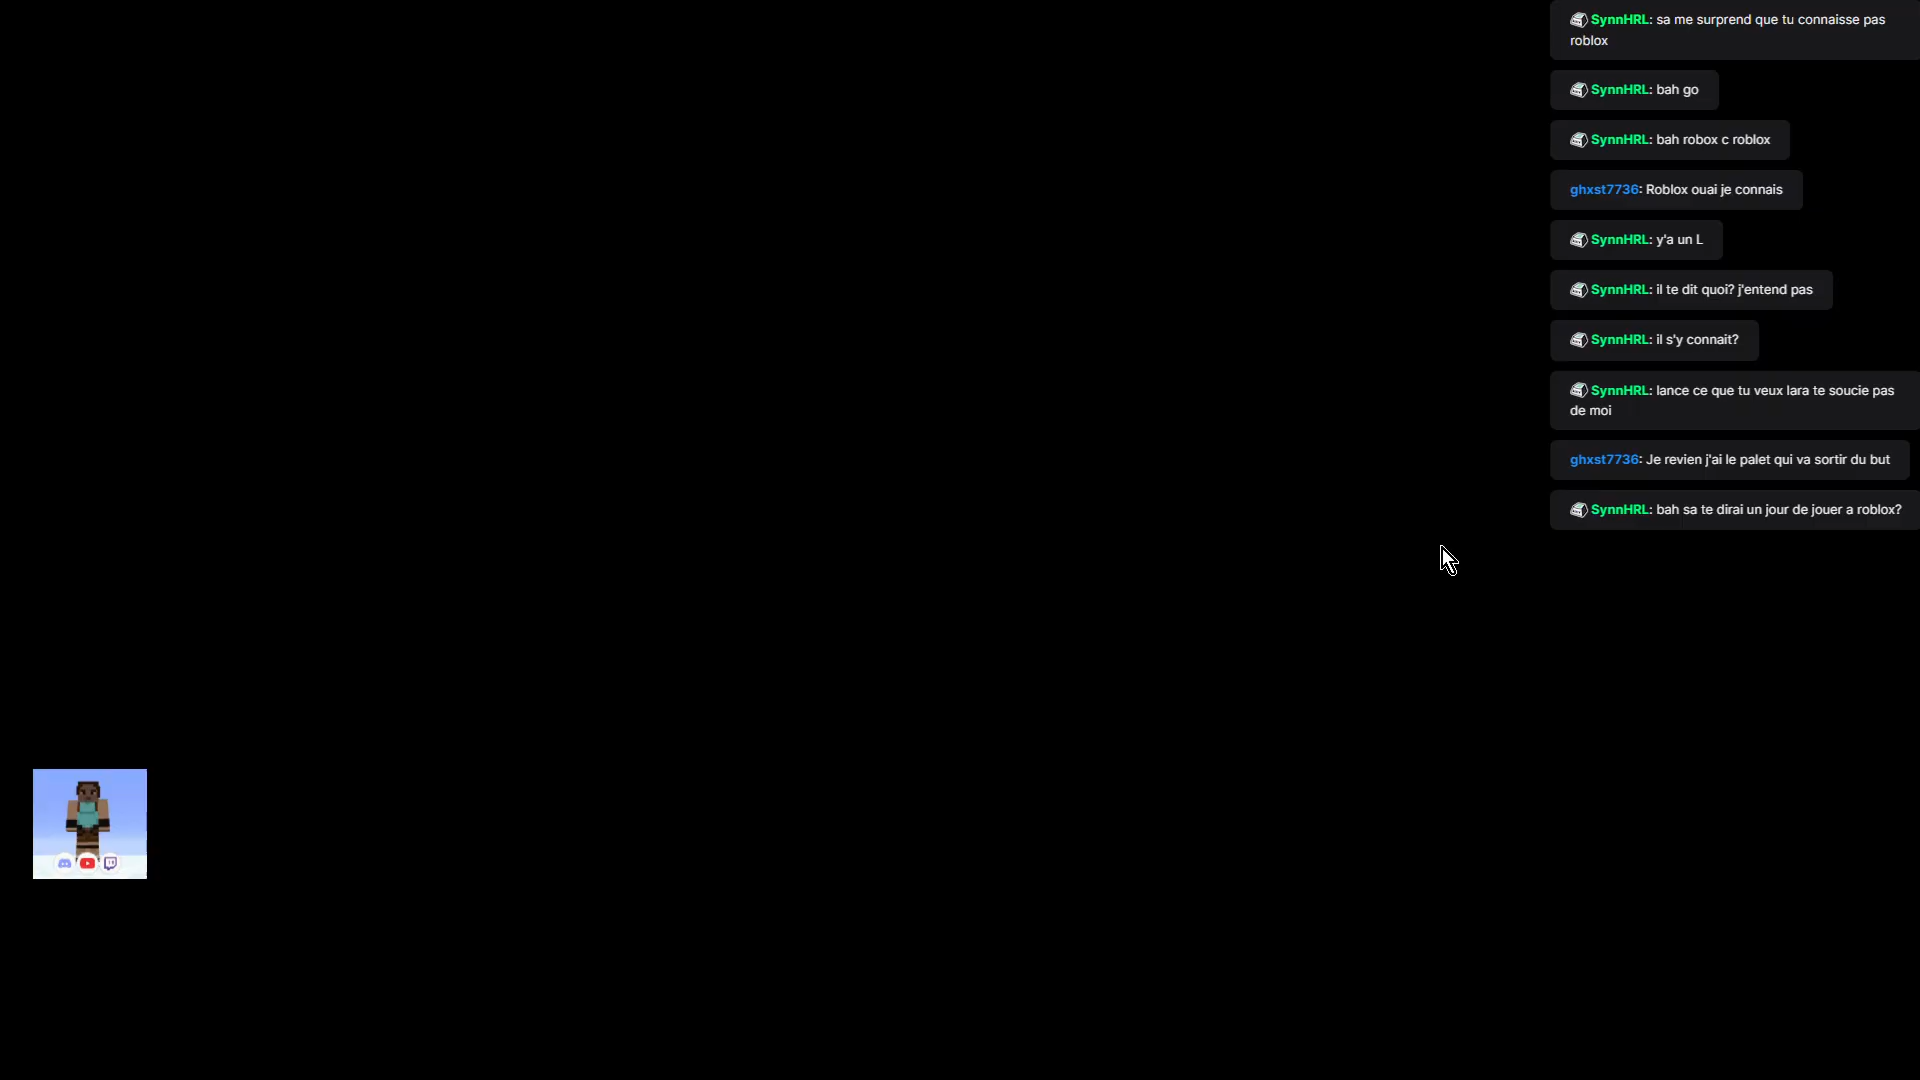 SynnHRL: sa me surprend que tu connaisse pas
roblox
SynnHRL: bah go
SynnHRL: bah robox c roblox
ghxst7736: Roblox ouai je connais
SynnHRL: y'a un L
SynnHRL: il te dit quoi? j'entend pas
SynnHRL: il s'y connait?
SynnHRL: lance ce que tu veux lara te soucie pas
de moi
ghxst7736: Je revien j'ai le palet qui va sortir du but
SynnHRL: bah sa te dirai un jour de jouer a roblox?